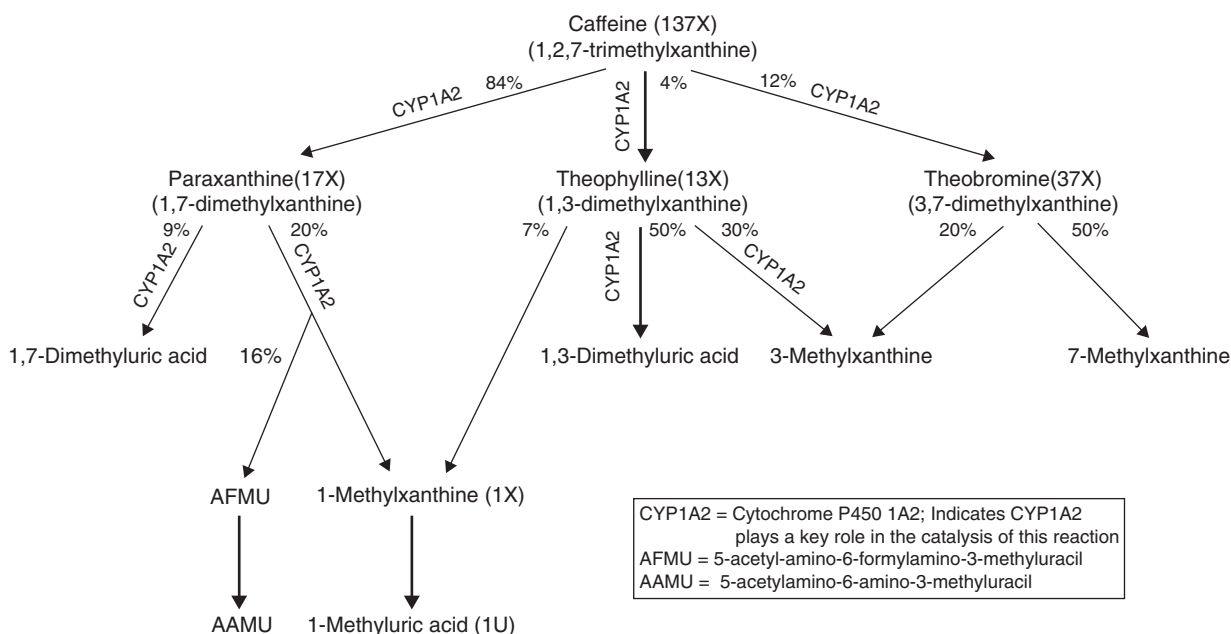 Caffeine (137X)
(1,2,7-trimethylxanthine)
CYP1A2 84%
CYP1A2 4%
12% CYP1A2
Paraxanthine(17X)
(1,7-dimethylxanthine)
Theophylline(13X)
(1,3-dimethylxanthine)
Theobromine(37X)
(3,7-dimethylxanthine)
9% 20%
7% 50% 30%
20% 50%
CYP1A2
CYP1A2
CYP1A2
CYP1A2
1,7-Dimethyluric acid
16%
1,3-Dimethyluric acid
3-Methylxanthine
7-Methylxanthine
AFMU
1-Methylxanthine (1X)
AAMU
1-Methyluric acid (1U)
CYP1A2 = Cytochrome P450 1A2; Indicates CYP1A2
plays a key role in the catalysis of this reaction
AFMU = 5-acetyl-amino-6-formylamino-3-methyluracil
AAMU = 5-acetylamino-6-amino-3-methyluracil